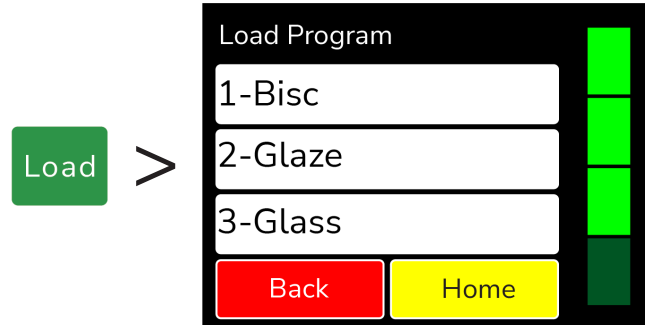 Load
>
Load Program
1-Bisc
2-Glaze
3-Glass
Back
Home